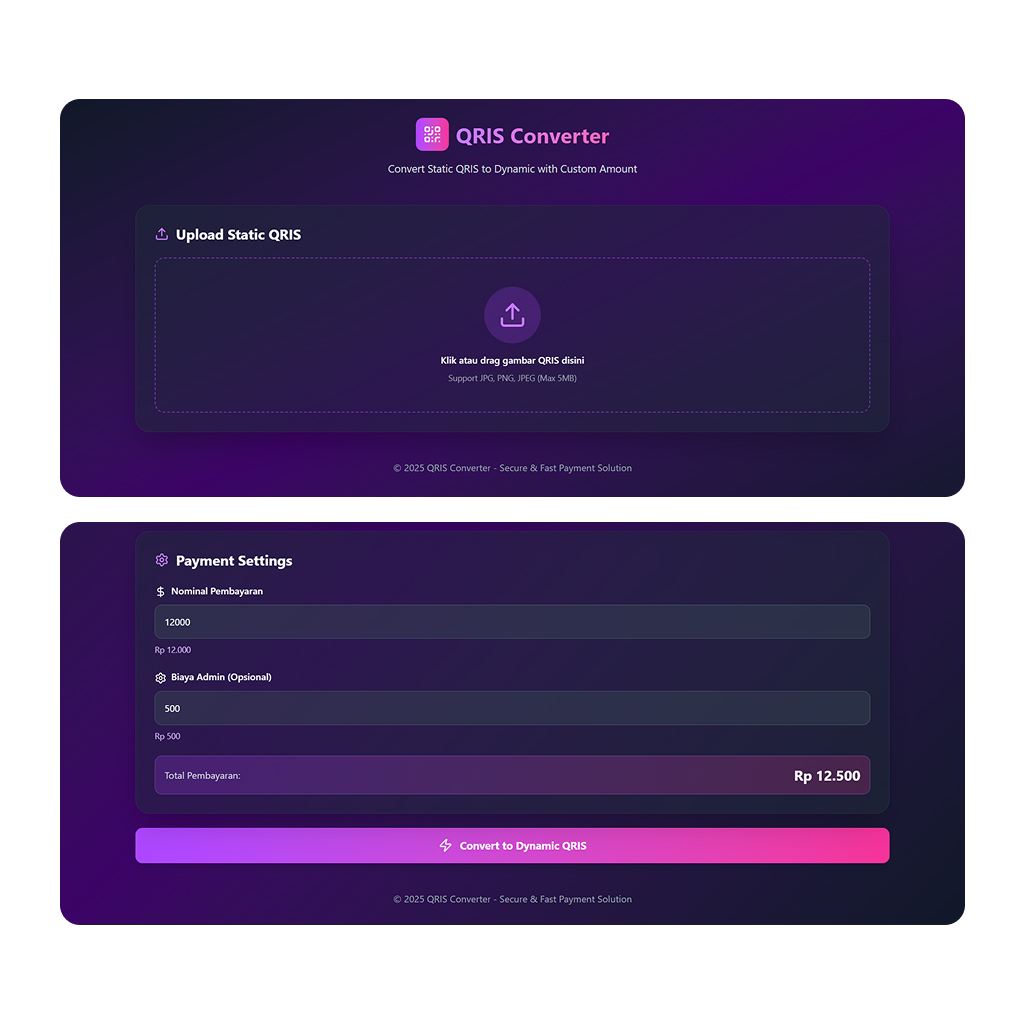 QRIS Converter
Convert Static QRIS to Dynamic with Custom Amount
Upload Static QRIS
Klik atau drag gambar QRIS disini
Support JPG, PNG, JPEG (Max 5MB)
© 2025 QRIS Converter - Secure & Fast Payment Solution
Payment Settings
Nominal Pembayaran
12000
Rp 12.000
Biaya Admin (Opsional)
500
Rp 500
Total Pembayaran: Rp 12.500
Convert to Dynamic QRIS
© 2025 QRIS Converter - Secure & Fast Payment Solution